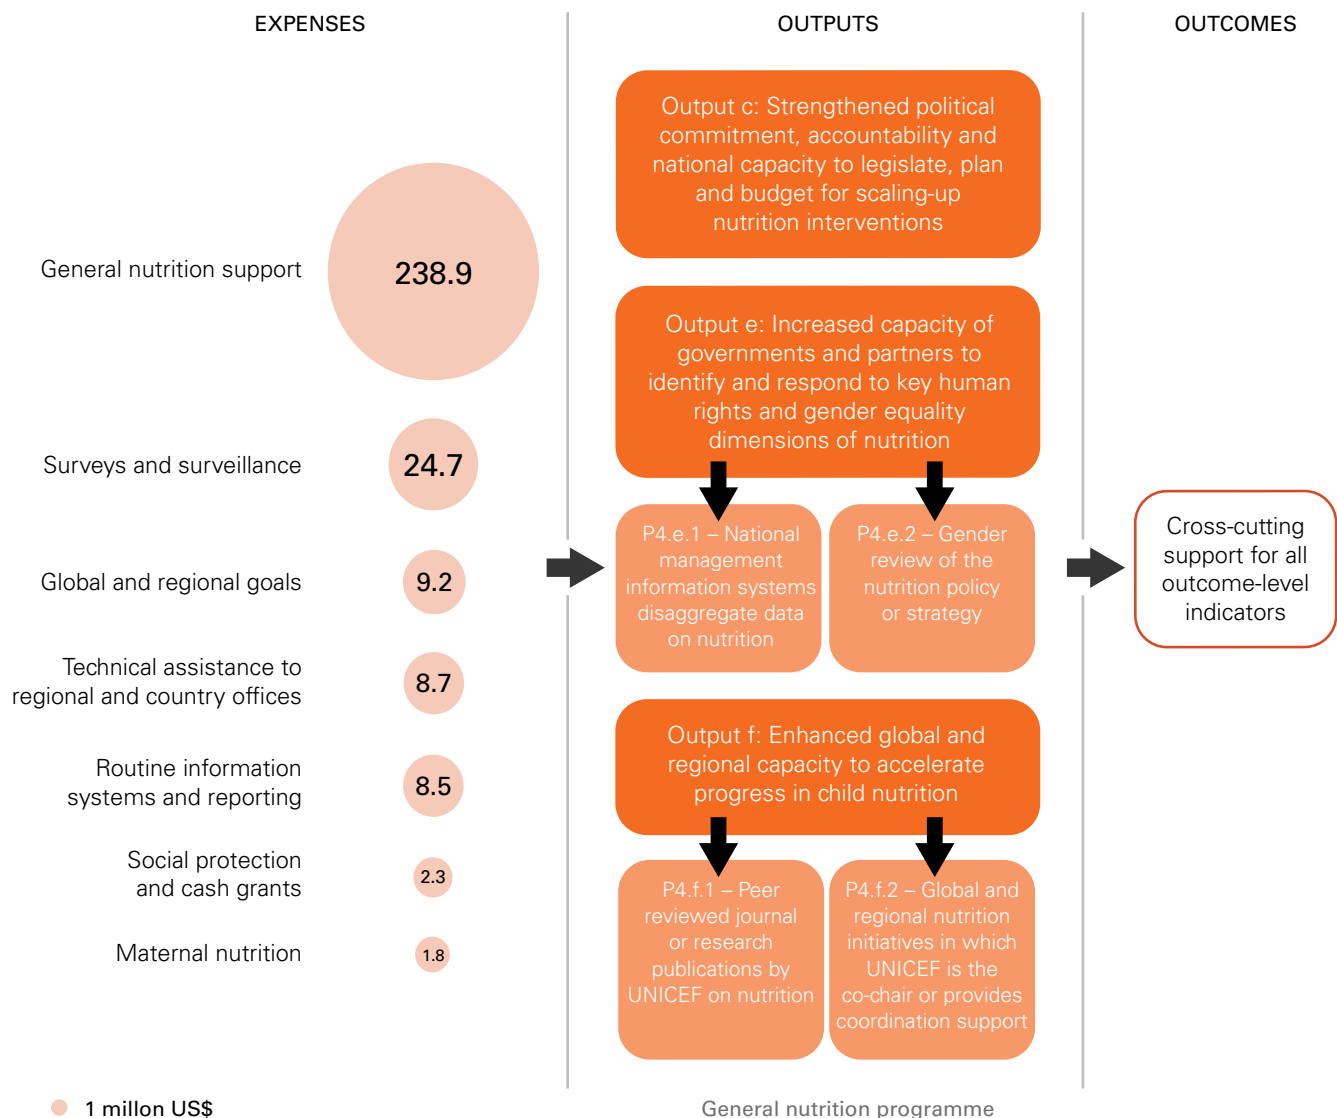 EXPENSES
OUTPUTS
OUTCOMES
General nutrition support
238.9
Surveys and surveillance
24.7
Global and regional goals
9.2
Technical assistance to
regional and country offices
8.7
Routine information
systems and reporting
8.5
Social protection
and cash grants
2.3
Maternal nutrition
1.8
1 millon US$
Output c: Strengthened political
commitment, accountability and
national capacity to legislate, plan
and budget for scaling-up
nutrition interventions
Output e: Increased capacity of
governments and partners to
identify and respond to key human
rights and gender equality
dimensions of nutrition
P4.e.1 – National
management
information systems
disaggregate data
on nutrition
P4.e.2 – Gender
review of the
nutrition policy
or strategy
Output f: Enhanced global and
regional capacity to accelerate
progress in child nutrition
P4.f.1 – Peer
reviewed journal
or research
publications by
UNICEF on nutrition
P4.f.2 – Global and
regional nutrition
initiatives in which
UNICEF is the
co-chair or provides
coordination support
General nutrition programme
Cross-cutting
support for all
outcome-level
indicators